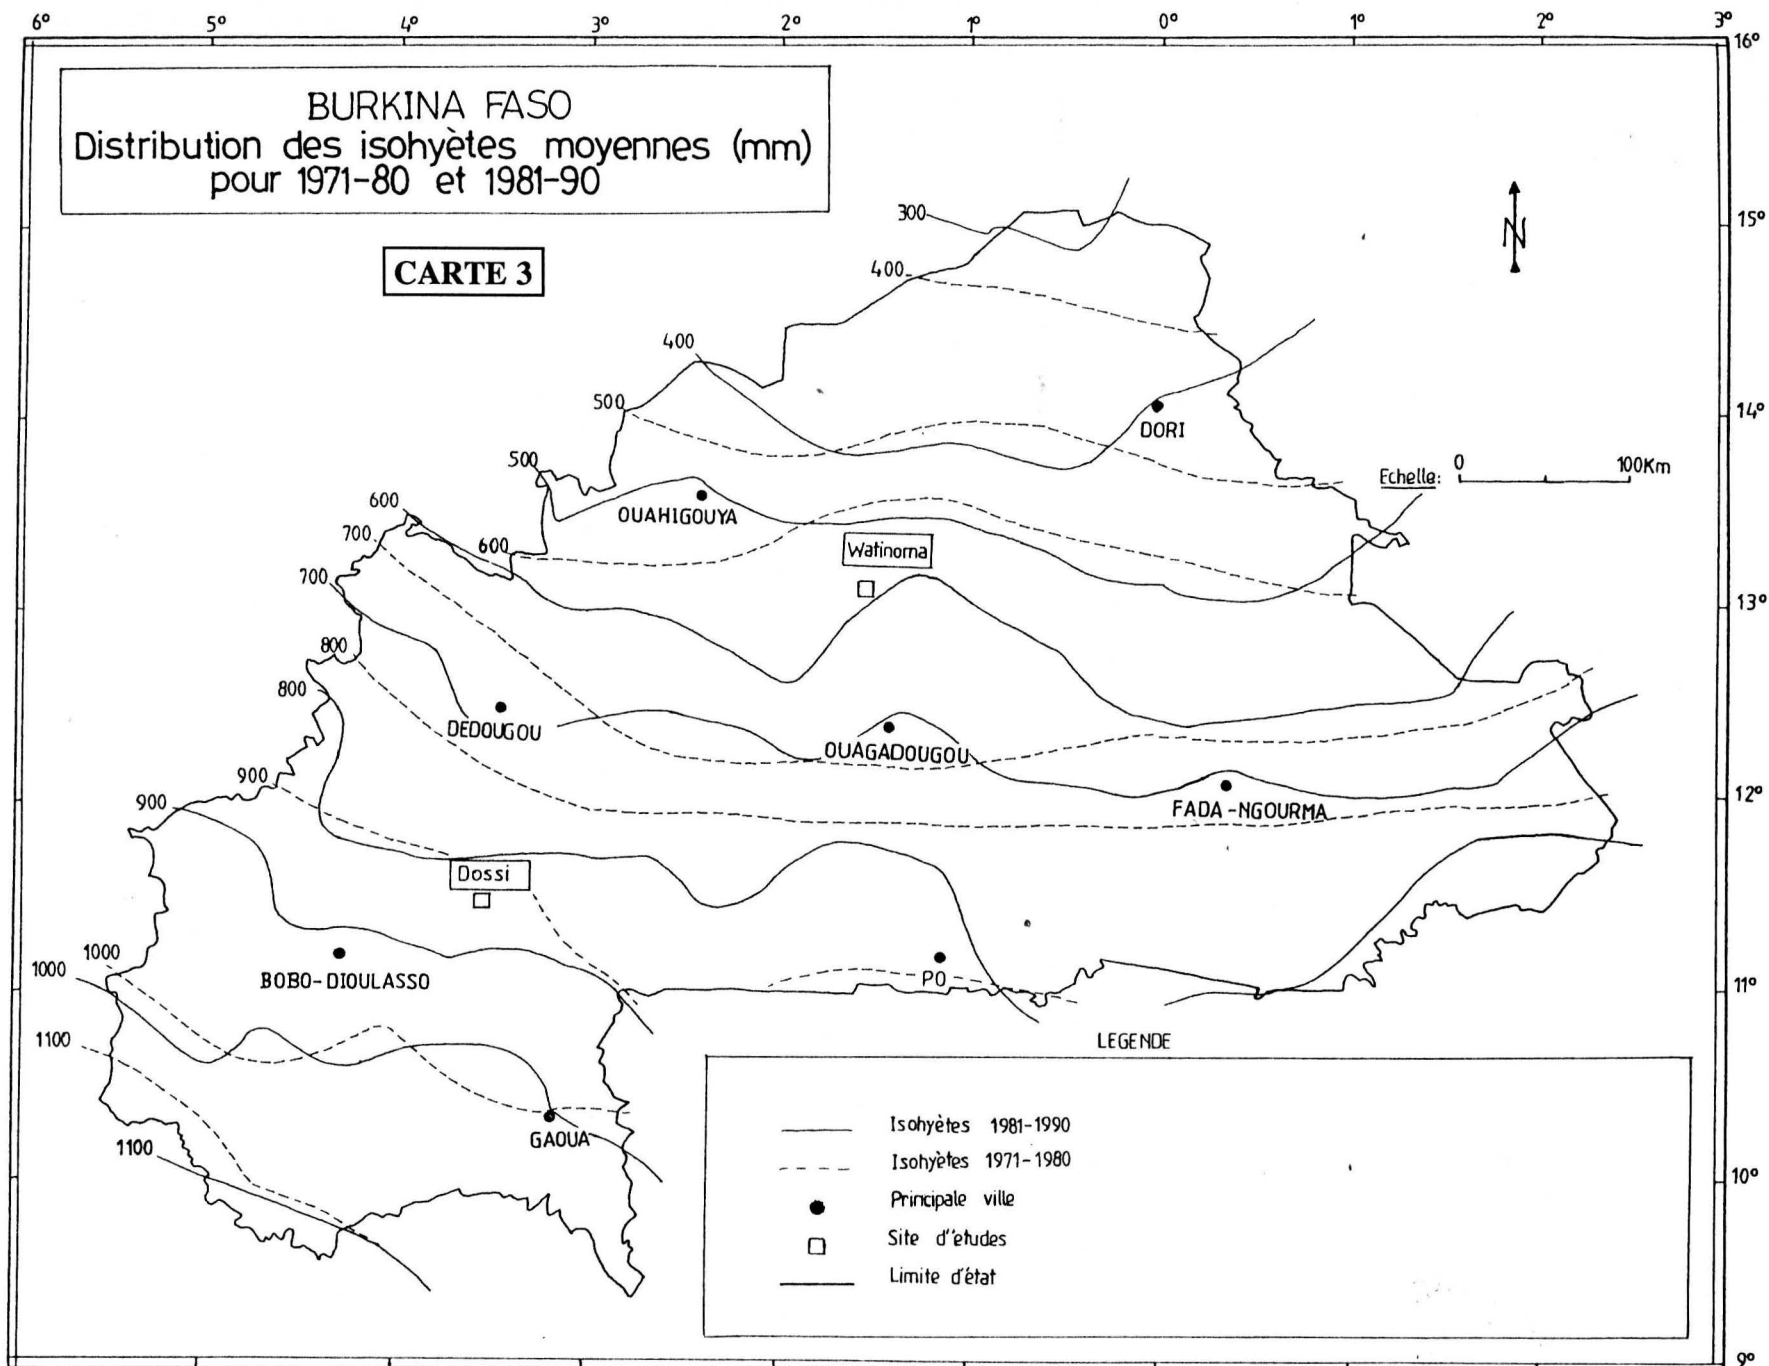 6° 5° 4° 3° 2° 1° 0° 1° 2° 3°
16°
BURKINA FASO
Distribution des isohyètes moyennes (mm)
pour 1971-80 et 1981-90
CARTE 3
N
300
15°
400
400
500
14°
DORI
500
Echelle: 0 100Km
600
OUAHIGOUYA
700
600
Watinoma
700
13°
800
800
DEDOUGOU
OUAGADOUGOU
900
900
12°
FADA-NGOURMA
Dossi
1000
1000
BOBO-DIOULASSO
PO
11°
1100
LEGENDE
1100
GAOUA
Isohyètes 1981-1990
Isohyètes 1971-1980
10°
Principale ville
Site d'études
Limite d'état
9°